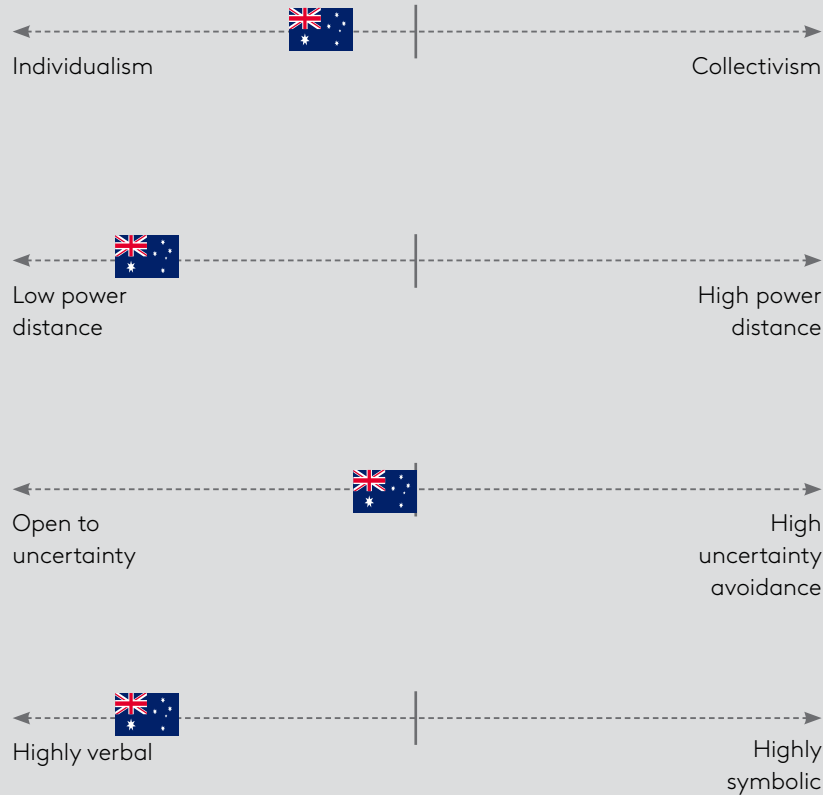 Individualism
Collectivism
Low power
distance
High power
distance
Open to
uncertainty
High
uncertainty
avoidance
Highly verbal
Highly
symbolic